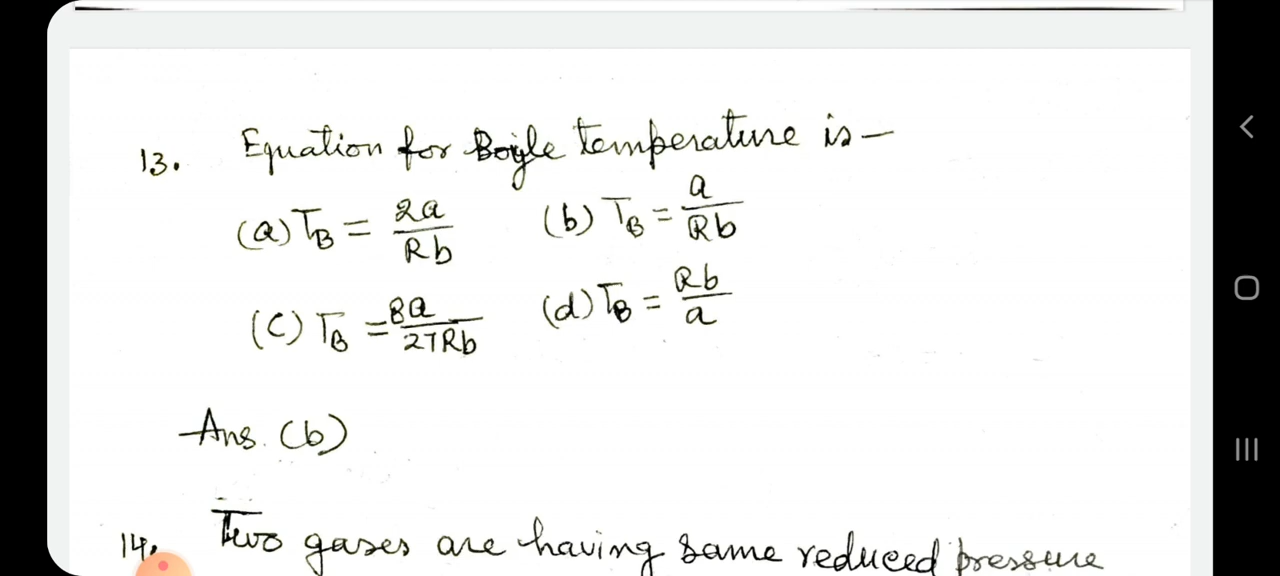 13. Equation for Boyle temperature is —
(a) T_B = 2a/Rb (b) T_B = a/Rb
(c) T_B = 8a/27Rb (d) T_B = Rb/a
Ans. (b)
14. Two gases are having same reduced pressure